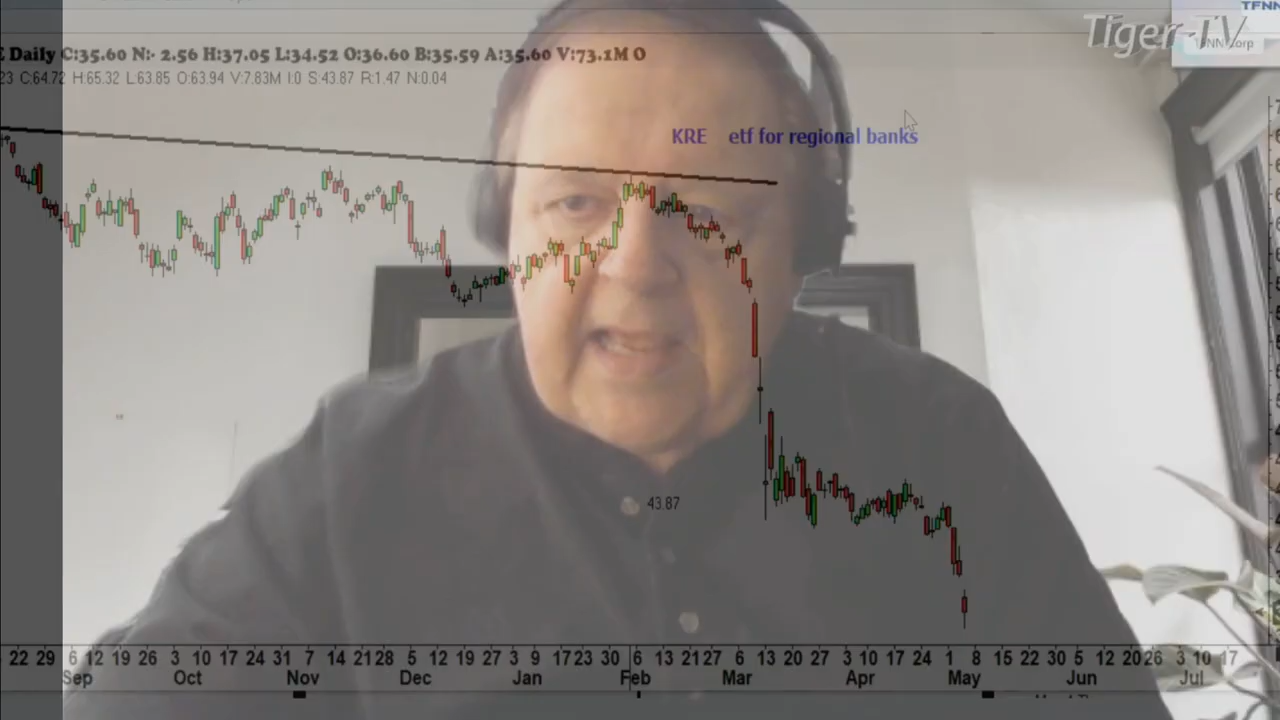 TFNN
Tiger-TV
TFNN Corp
E Daily C:35.60 N:- 2.56 H:37.05 L:34.52 O:36.60 B:35.59 A:35.60 V:73.1M O
23 C:64.72 H:65.32 L:63.85 O:63.94 V:7.83M I:0 S:43.87 R:1.47 N:0.04
KRE etf for regional banks
43.87
22 29 6 12 19 26 3 10 17 24 31 7 14 21 28 5 12 19 27 3 9 17 23 30 6 13 21 27 6 13 20 27 3 10 17 24 1 8 15 22 30 5 12 20 26 3 10 17
Sep Oct Nov Dec Jan Feb Mar Apr May Jun Jul